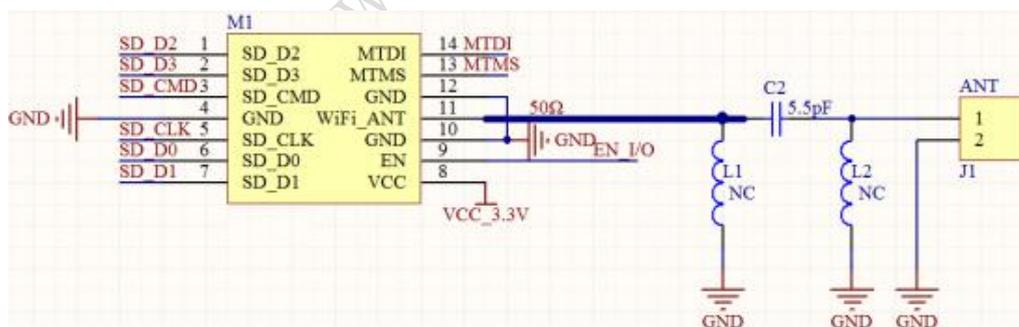 M1
SD_D2 1 SD_D2 MTDI 14 MTDI
SD_D3 2 SD_D3 MTMS 13 MTMS
SD_CMD 3 SD_CMD GND 12
GND 4 GND WiFi_ANT 11 50Ω
SD_CLK 5 SD_CLK GND 10 GND
SD_D0 6 SD_D0 EN 9 EN_I/O
SD_D1 7 SD_D1 VCC 8
VCC_3.3V
C2
5.5pF
L1
NC
L2
NC
ANT
1
2
J1
GND
GND
GND